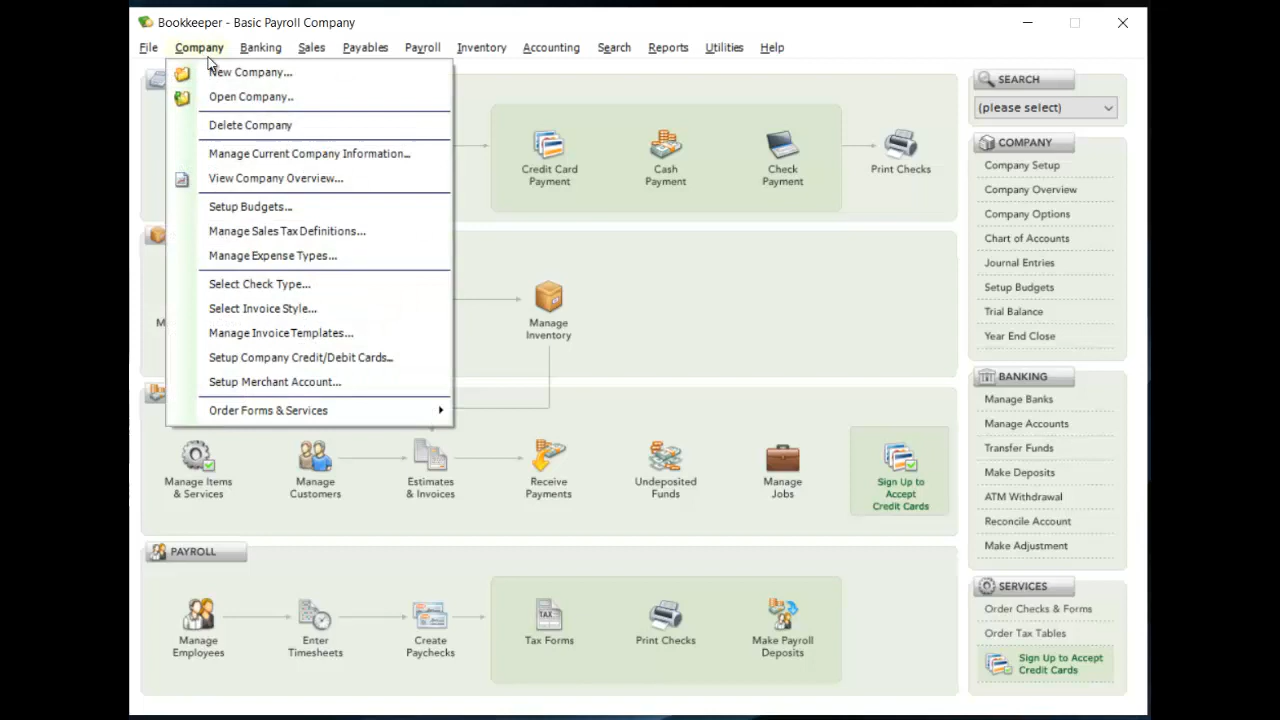 Bookkeeper - Basic Payroll Company
File Company Banking Sales Payables Payroll Inventory Accounting Search Reports Utilities Help
New Company...
Open Company..
Delete Company
Manage Current Company Information...
View Company Overview...
Setup Budgets...
Manage Sales Tax Definitions...
Manage Expense Types...
Select Check Type...
Select Invoice Style...
Manage Invoice Templates...
Setup Company Credit/Debit Cards...
Setup Merchant Account...
Order Forms & Services
Credit Card
Payment
Cash
Payment
Check
Payment
Print Checks
M
Manage
Inventory
Manage Items
& Services
Manage
Customers
Estimates
& Invoices
Receive
Payments
Undeposited
Funds
Manage
Jobs
Sign Up to
Accept
Credit Cards
PAYROLL
Manage
Employees
Enter
Timesheets
Create
Paychecks
TAX
Tax Forms
Print Checks
Make Payroll
Deposits
SEARCH
(please select)
COMPANY
Company Setup
Company Overview
Company Options
Chart of Accounts
Journal Entries
Setup Budgets
Trial Balance
Year End Close
BANKING
Manage Banks
Manage Accounts
Transfer Funds
Make Deposits
ATM Withdrawal
Reconcile Account
Make Adjustment
SERVICES
Order Checks & Forms
Order Tax Tables
Sign Up to Accept
Credit Cards